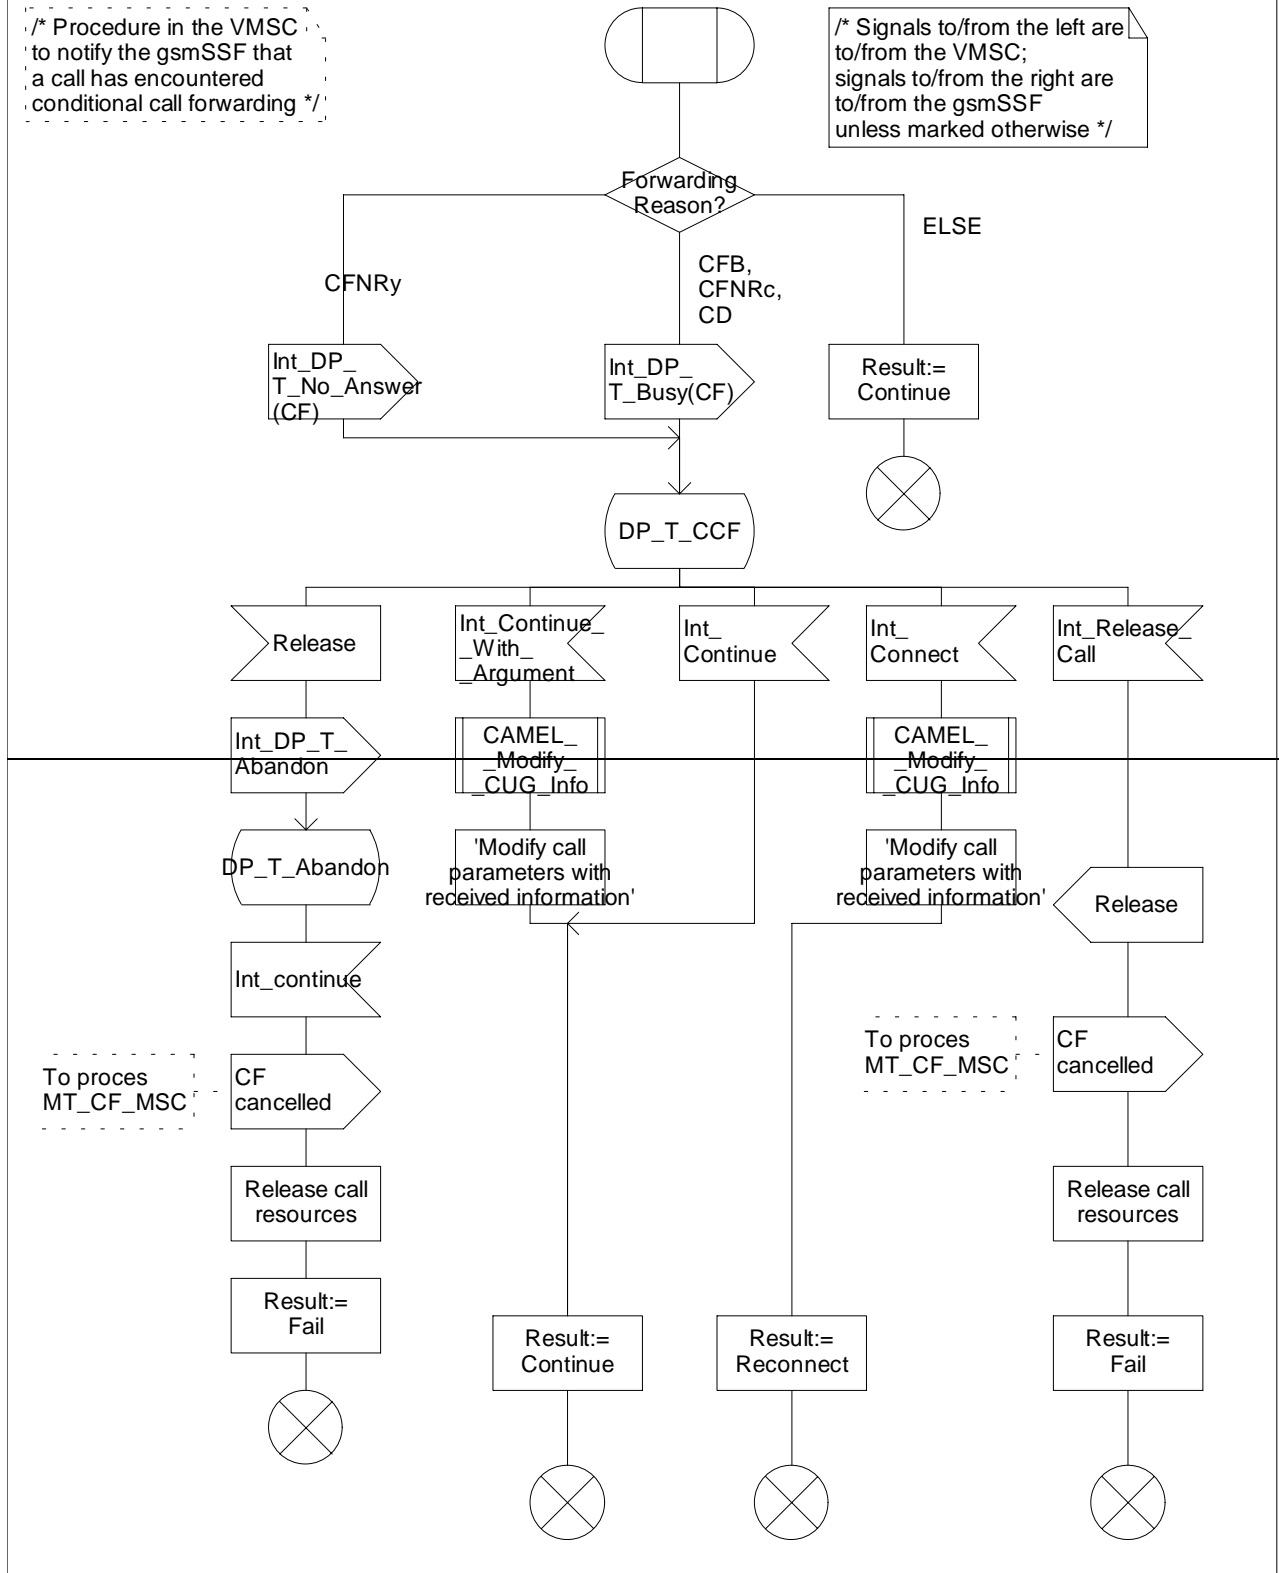 /* Procedure in the VMSC
to notify the gsmSSF that
a call has encountered
conditional call forwarding */
/* Signals to/from the left are
to/from the VMSC;
signals to/from the right are
to/from the gsmSSF
unless marked otherwise */
Forwarding
Reason?
ELSE
CFNRy
CFB,
CFNRc,
CD
Int_DP_
T_No_Answer
(CF)
Int_DP_
T_Busy(CF)
Result:=
Continue
DP_T_CCF
Release
Int_Continue_
_With_
_Argument
Int_
Continue
Int_
Connect
Int_Release_
Call
Int_DP_T_
Abandon
CAMEL_
_Modify_
_CUG_Info
CAMEL_
_Modify_
_CUG_Info
DP_T_Abandon
'Modify call
parameters with
received information'
'Modify call
parameters with
received information'
Release
Int_continue
To proces
MT_CF_MSC
CF
cancelled
To proces
MT_CF_MSC
CF
cancelled
Release call
resources
Release call
resources
Result:=
Fail
Result:=
Continue
Result:=
Reconnect
Result:=
Fail